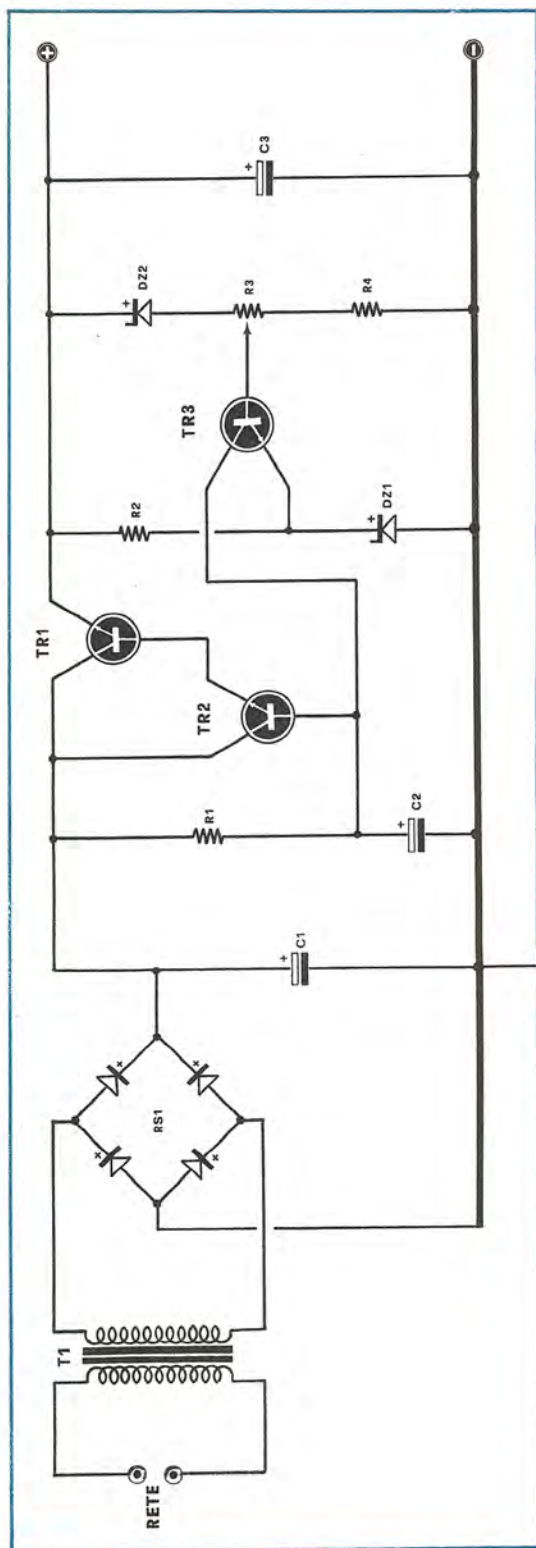 RETE
T1
RS1
+
C1
R1
+
C2
TR2
TR1
R2
+
DZ1
TR3
+
DZ2
R3
R4
+
C3
+
-